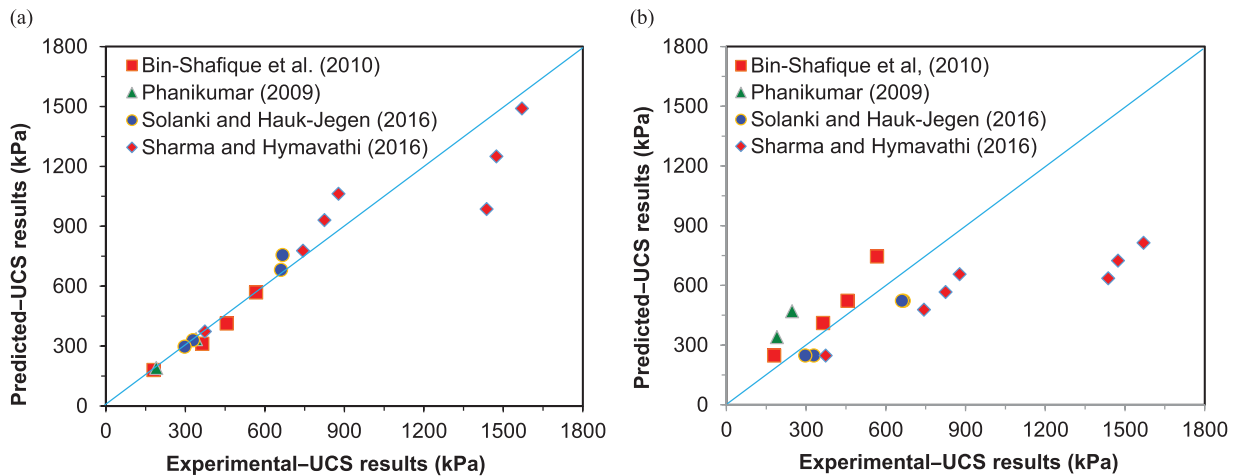 (a)
1800
1500
1200
900
600
300
0
Predicted–UCS results (kPa)
Bin-Shafique et al. (2010)
Phanikumar (2009)
Solanki and Hauk-Jegen (2016)
Sharma and Hymavathi (2016)
0 300 600 900 1200 1500 1800
Experimental–UCS results (kPa)
(b)
1800
1500
1200
900
600
300
0
Predicted–UCS results (kPa)
Bin-Shafique et al, (2010)
Phanikumar (2009)
Solanki and Hauk-Jegen (2016)
Sharma and Hymavathi (2016)
0 300 600 900 1200 1500 1800
Experimental–UCS results (kPa)